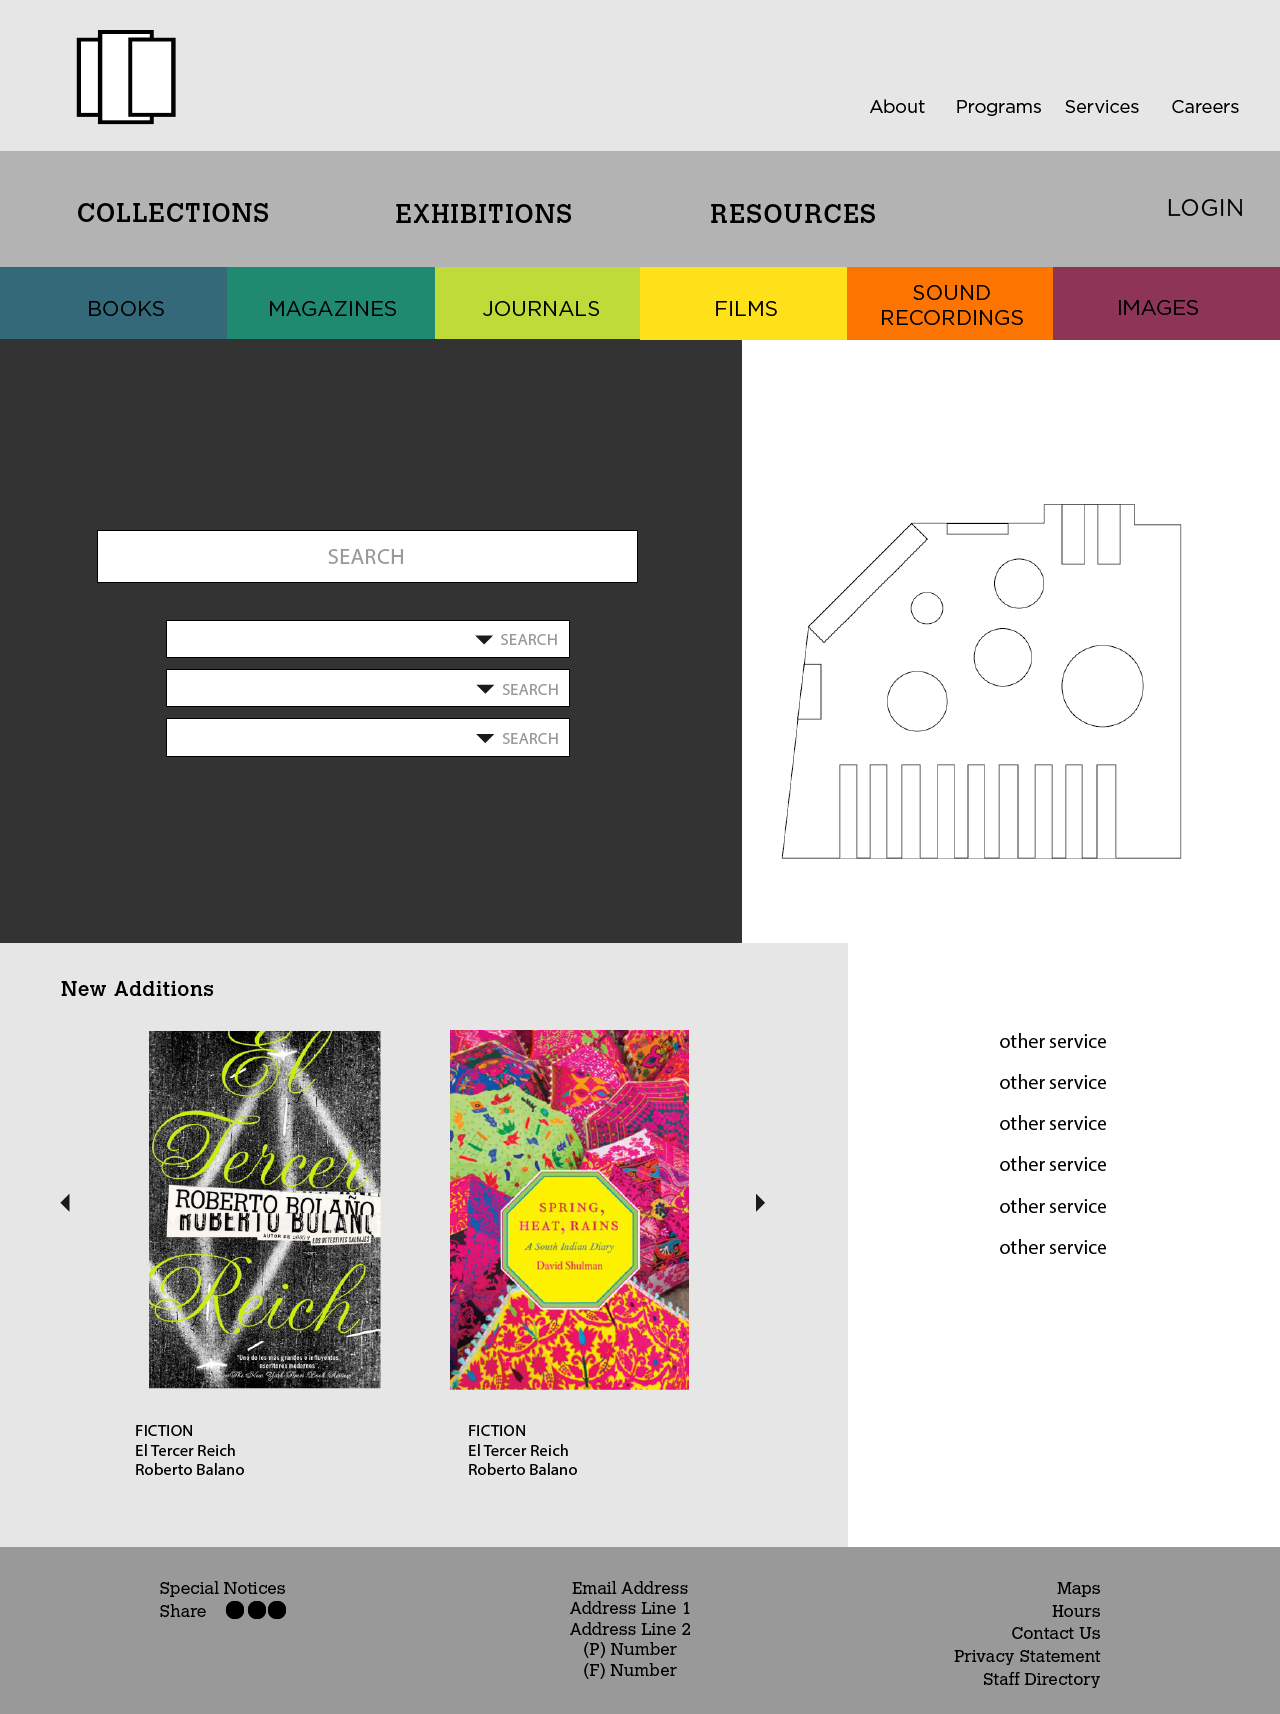 About Programs Services Careers
COLLECTIONS EXHIBITIONS RESOURCES LOGIN
BOOKS MAGAZINES JOURNALS FILMS SOUND RECORDINGS IMAGES
SEARCH
SEARCH
SEARCH
SEARCH
New Additions
El
Tercer
ROBERTO BOLAÑO
ROBERTO BOLAÑO
AUTOR DE
LOS DETECTIVES SALVAJES
Reich
"Uno de los más grandes e influyentes
escritores modernos"
The New York Times Book Review
SPRING,
HEAT, RAINS
A South Indian Diary
David Shulman
FICTION
El Tercer Reich
Roberto Balano
FICTION
El Tercer Reich
Roberto Balano
other service
other service
other service
other service
other service
other service
Special Notices
Share
Email Address
Address Line 1
Address Line 2
(P) Number
(F) Number
Maps
Hours
Contact Us
Privacy Statement
Staff Directory